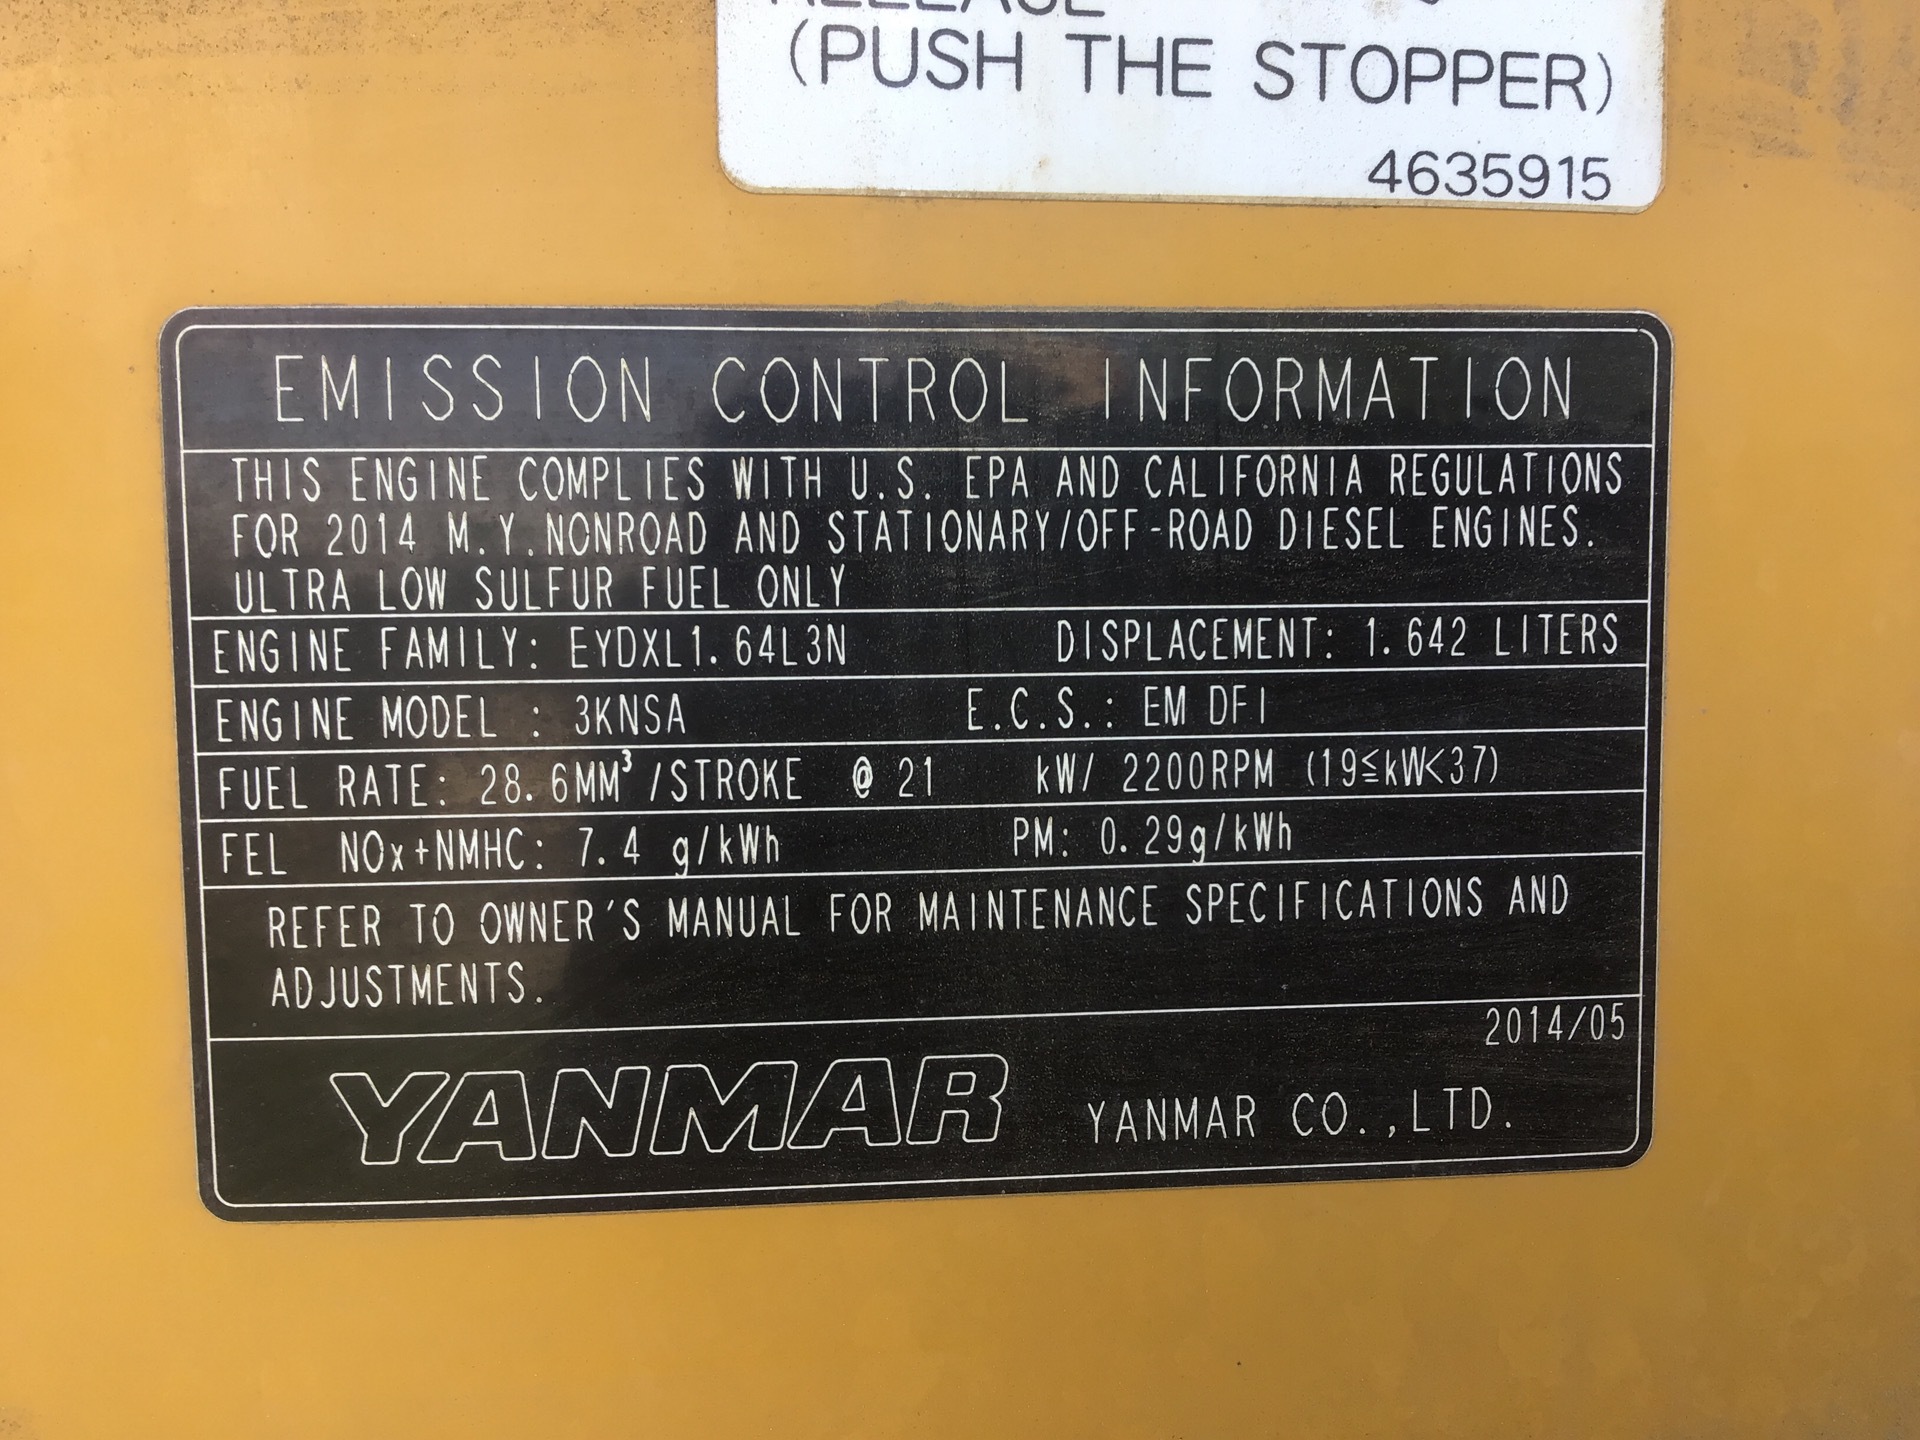 RELEASE
(PUSH THE STOPPER)
4635915
EMISSION CONTROL INFORMATION
THIS ENGINE COMPLIES WITH U.S. EPA AND CALIFORNIA REGULATIONS
FOR 2014 M.Y.NONROAD AND STATIONARY/OFF-ROAD DIESEL ENGINES.
ULTRA LOW SULFUR FUEL ONLY
ENGINE FAMILY: EYDXL1.64L3N DISPLACEMENT: 1.642 LITERS
ENGINE MODEL : 3KNSA E.C.S.: EM DFI
FUEL RATE: 28.6MM³/STROKE @ 21 kW/ 2200RPM (19≦kW<37)
FEL NOx+NMHC: 7.4 g/kWh PM: 0.29g/kWh
REFER TO OWNER'S MANUAL FOR MAINTENANCE SPECIFICATIONS AND
ADJUSTMENTS.
2014/05
YANMAR YANMAR CO.,LTD.